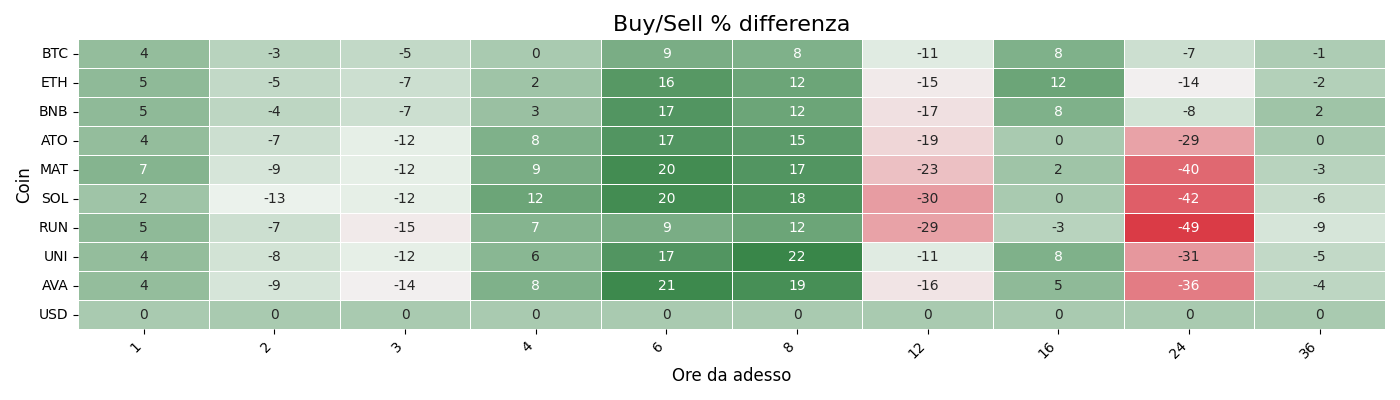 Buy/Sell % differenza
Coin
BTC 4 -3 -5 0 9 8 -11 8 -7 -1
ETH 5 -5 -7 2 16 12 -15 12 -14 -2
BNB 5 -4 -7 3 17 12 -17 8 -8 2
ATO 4 -7 -12 8 17 15 -19 0 -29 0
MAT 7 -9 -12 9 20 17 -23 2 -40 -3
SOL 2 -13 -12 12 20 18 -30 0 -42 -6
RUN 5 -7 -15 7 9 12 -29 -3 -49 -9
UNI 4 -8 -12 6 17 22 -11 8 -31 -5
AVA 4 -9 -14 8 21 19 -16 5 -36 -4
USD 0 0 0 0 0 0 0 0 0 0
1 2 3 4 6 8 12 16 24 36
Ore da adesso